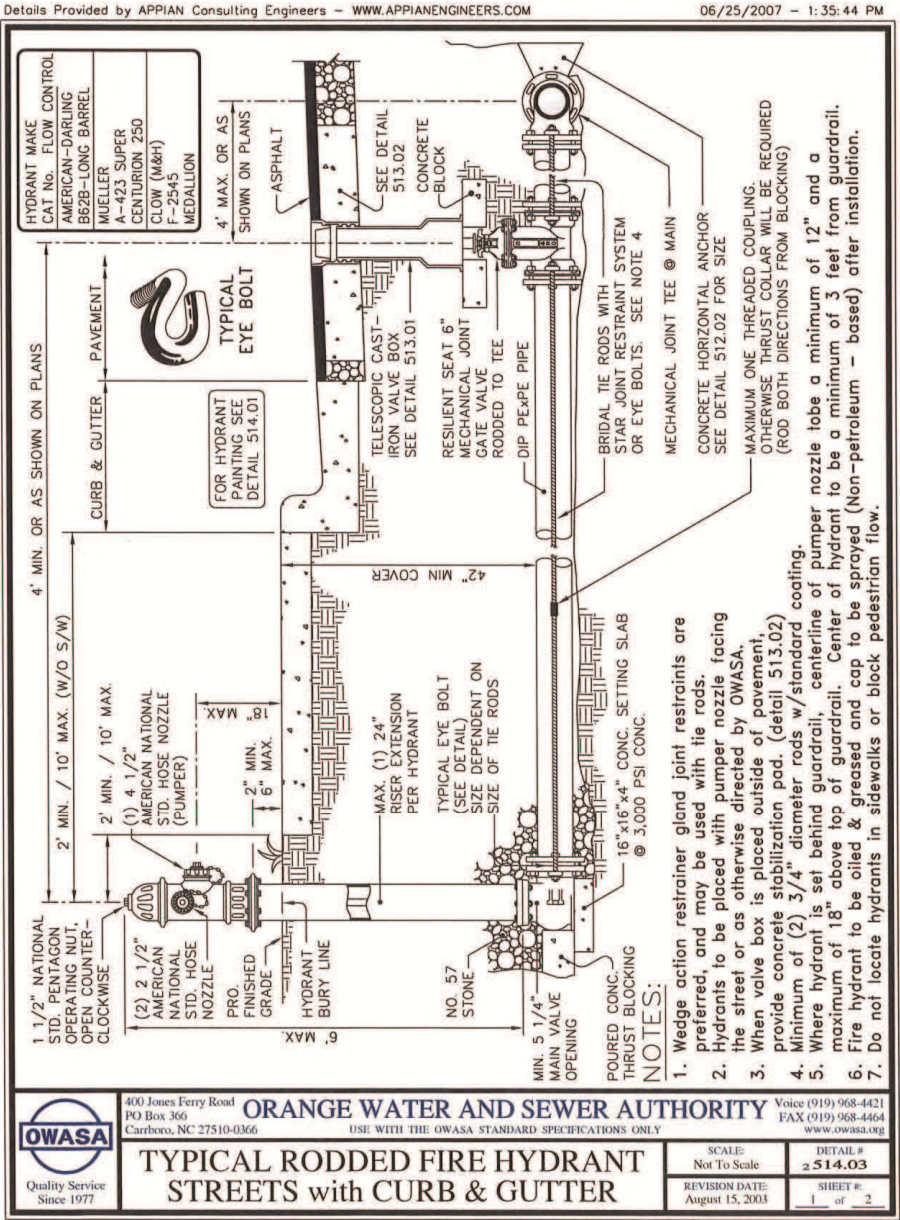 Details Provided by APPIAN Consulting Engineers – WWW.APPIANENGINEERS.COM
06/25/2007 – 1:35:44 PM
HYDRANT MAKE
CAT No. FLOW CONTROL
AMERICAN-DARLING
B62B-LONG BARREL
MUELLER
A-423 SUPER
CENTURION 250
CLOW (M&H)
F-2545
MEDALLION
4' MIN. OR AS SHOWN ON PLANS
4' MAX. OR AS
SHOWN ON PLANS
2' MIN. / 10' MAX. (W/O S/W)
CURB & GUTTER
PAVEMENT
TYPICAL
EYE BOLT
ASPHALT
SEE DETAIL
513.02
CONCRETE
BLOCK
FOR HYDRANT
PAINTING SEE
DETAIL 514.01
TELESCOPIC CAST-
IRON VALVE BOX
SEE DETAIL 513.01
RESILIENT SEAT 6"
MECHANICAL JOINT
GATE VALVE
RODDED TO TEE
DIP PExPE PIPE
BRIDAL TIE RODS WITH
STAR JOINT RESTRAINT SYSTEM
OR EYE BOLTS. SEE NOTE 4
MECHANICAL JOINT TEE @ MAIN
CONCRETE HORIZONTAL ANCHOR
SEE DETAIL 512.02 FOR SIZE
MAXIMUM ONE THREADED COUPLING.
OTHERWISE THRUST COLLAR WILL BE REQUIRED
(ROD BOTH DIRECTIONS FROM BLOCKING)
42" MIN COVER
2' MIN. / 10' MAX.
(1) 4 1/2"
AMERICAN NATIONAL
STD. HOSE NOZZLE
(PUMPER)
18" MAX.
2" MIN.
6" MAX.
MAX. (1) 24"
RISER EXTENSION
PER HYDRANT
TYPICAL EYE BOLT
(SEE DETAIL)
SIZE DEPENDENT ON
SIZE OF TIE RODS
16"x16"x4" CONC. SETTING SLAB
@ 3,000 PSI CONC.
1 1/2" NATIONAL
STD. PENTAGON
OPERATING NUT,
OPEN COUNTER-
CLOCKWISE
(2) 2 1/2"
AMERICAN
NATIONAL
STD. HOSE
NOZZLE
PRO.
FINISHED
GRADE
HYDRANT
BURY LINE
6' MAX.
NO. 57
STONE
MIN. 5 1/4"
MAIN VALVE
OPENING
POURED CONC.
THRUST BLOCKING
NOTES:
1. Wedge action restrainer gland joint restraints are
preferred, and may be used with tie rods.
2. Hydrants to be placed with pumper nozzle facing
the street or as otherwise directed by OWASA.
3. When valve box is placed outside of pavement,
provide concrete stabilization pad. (detail 513.02)
4. Minimum of (2) 3/4" diameter rods w/standard coating.
5. Where hydrant is set behind guardrail, centerline of pumper nozzle tobe a minimum of 12" and a
maximum of 18" above top of guardrail. Center of hydrant to be a minimum of 3 feet from guardrail.
6. Fire hydrant to be oiled & greased and cap to be sprayed (Non-petroleum - based) after installation.
7. Do not locate hydrants in sidewalks or block pedestrian flow.
OWASA
Quality Service
Since 1977
400 Jones Ferry Road
PO Box 366
Carrboro, NC 27510-0366
ORANGE WATER AND SEWER AUTHORITY
USE WITH THE OWASA STANDARD SPECIFICATIONS ONLY
Voice (919) 968-4421
FAX (919) 968-4464
www.owasa.org
TYPICAL RODDED FIRE HYDRANT
STREETS with CURB & GUTTER
SCALE:
Not To Scale
REVISION DATE:
August 15, 2003
DETAIL #
2 514.03
SHEET #:
1 of 2